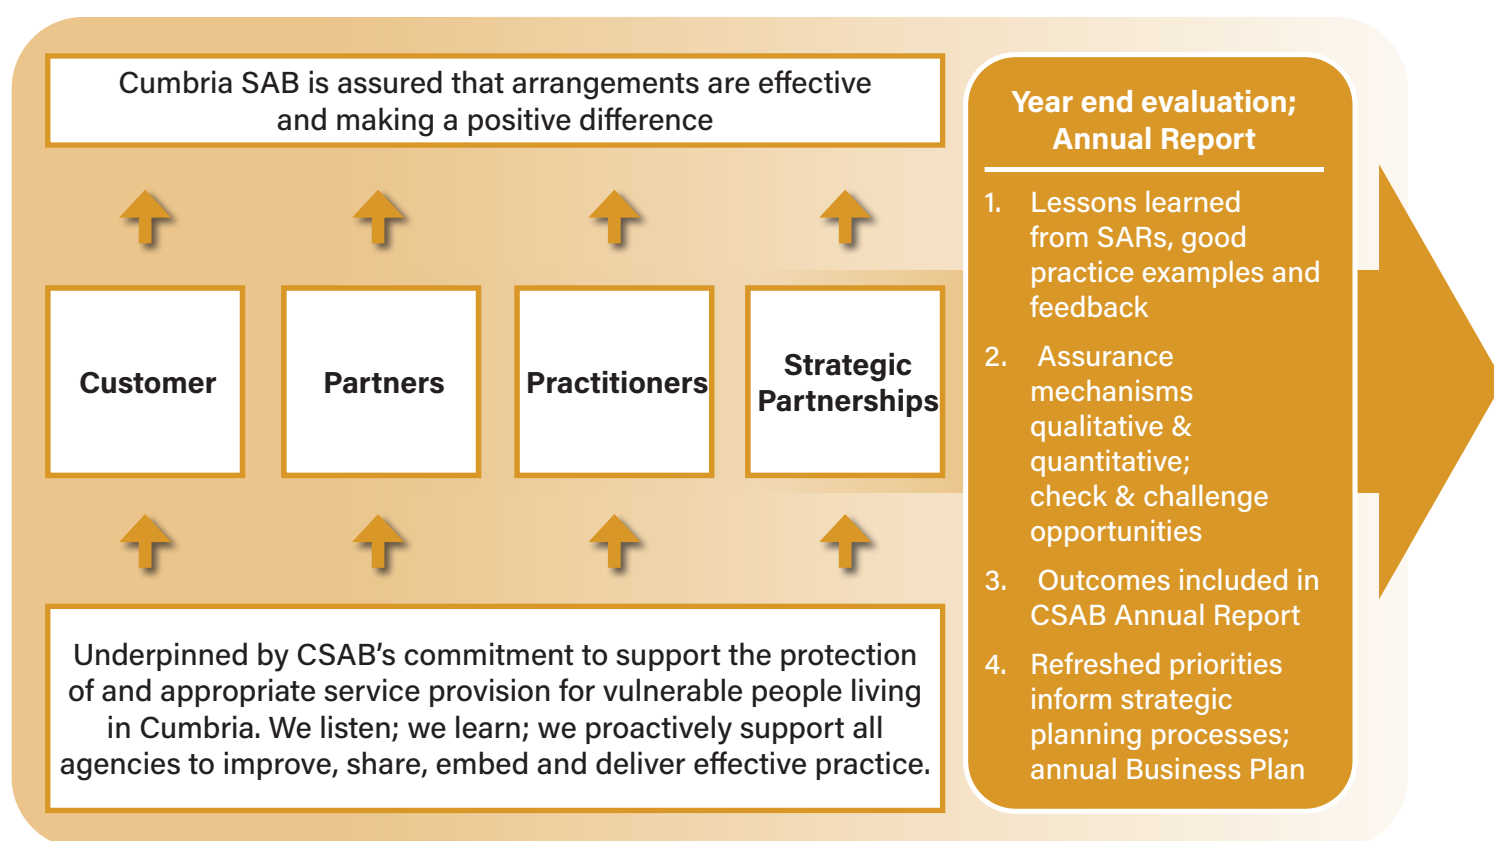 Cumbria SAB is assured that arrangements are effective
and making a positive difference
Customer
Partners
Practitioners
Strategic
Partnerships
Underpinned by CSAB’s commitment to support the protection
of and appropriate service provision for vulnerable people living
in Cumbria. We listen; we learn; we proactively support all
agencies to improve, share, embed and deliver effective practice.
Year end evaluation;
Annual Report
1. Lessons learned
from SARs, good
practice examples and
feedback
2. Assurance
mechanisms
qualitative &
quantitative;
check & challenge
opportunities
3. Outcomes included in
CSAB Annual Report
4. Refreshed priorities
inform strategic
planning processes;
annual Business Plan